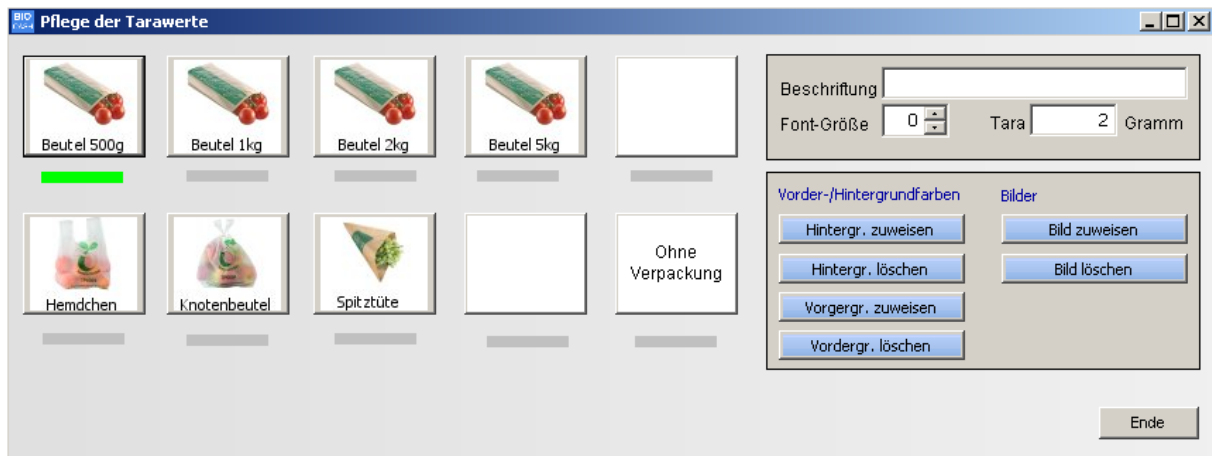 BIO Pflege der Tarawerte
Beutel 500g
Beutel 1kg
Beutel 2kg
Beutel 5kg
Hemdchen
Knotenbeutel
Spitztüte
Ohne
Verpackung
Beschriftung
Font-Größe 0 Tara 2 Gramm
Vorder-/Hintergrundfarben Bilder
Hintergr. zuweisen Bild zuweisen
Hintergr. löschen Bild löschen
Vorgergr. zuweisen
Vordergr. löschen
Ende